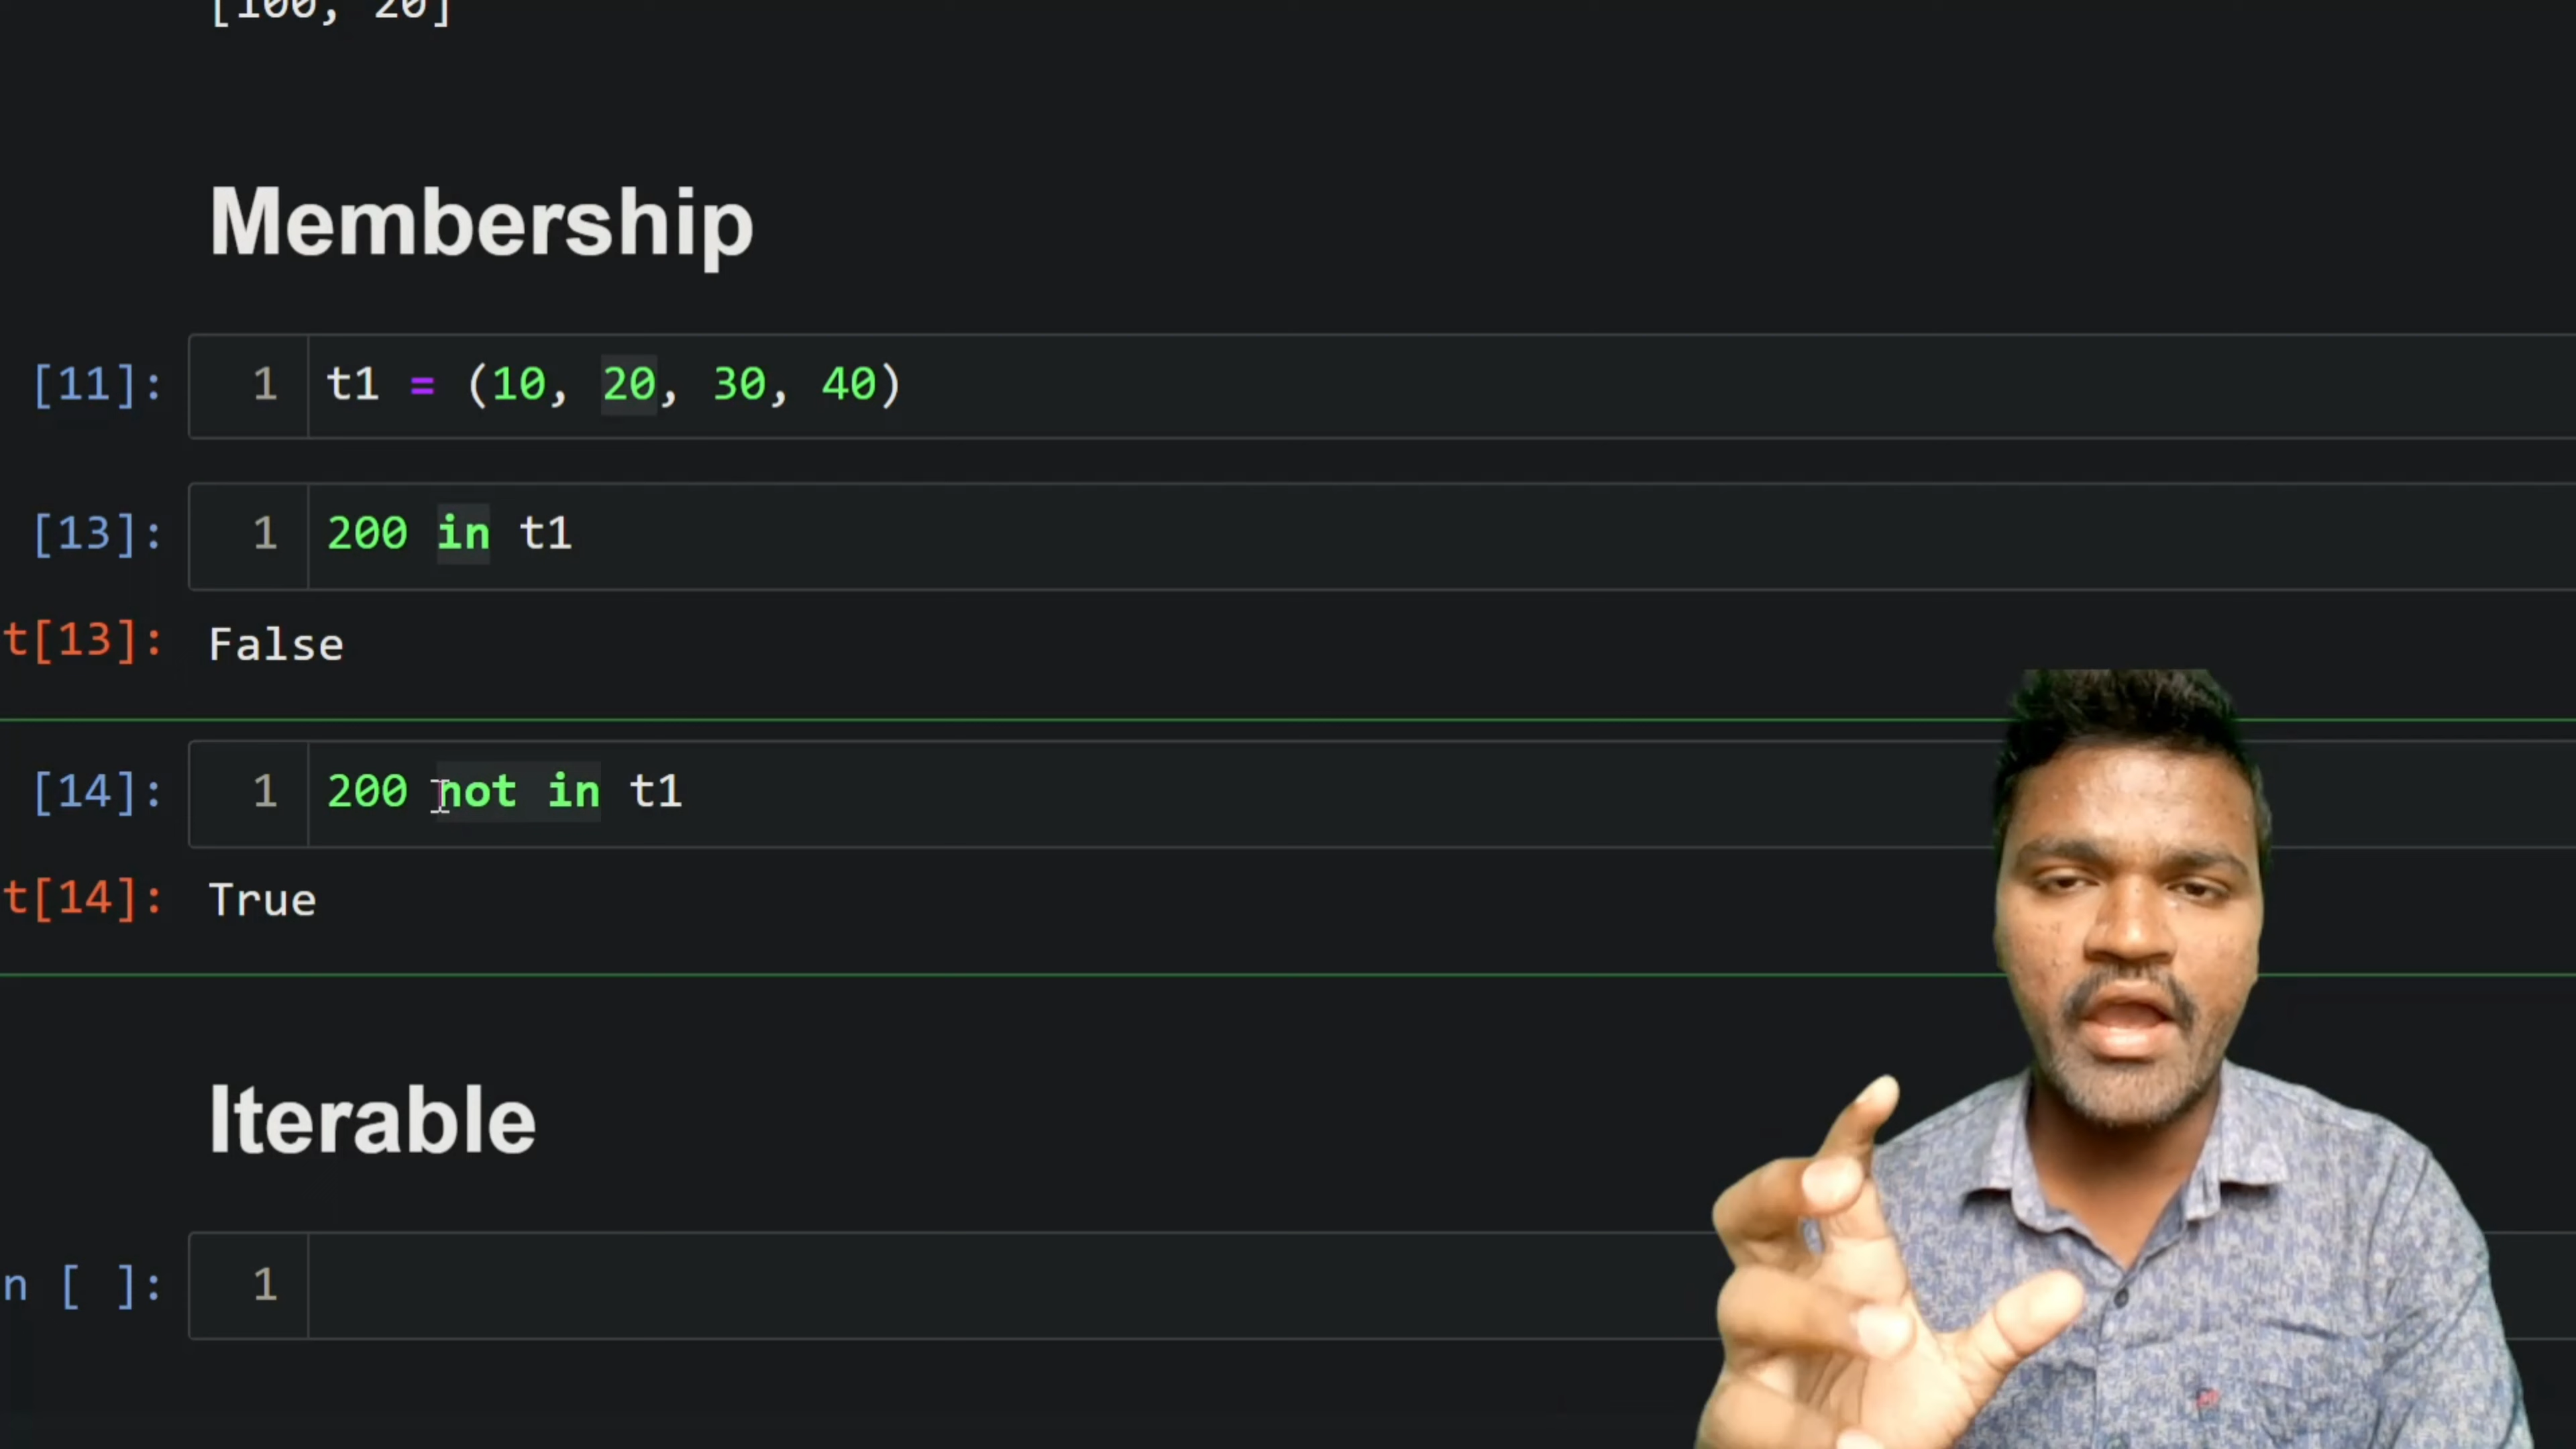 [100, 20]
Membership
[11]: 1 t1 = (10, 20, 30, 40)
[13]: 1 200 in t1
t[13]: False
[14]: 1 200 not in t1
t[14]: True
Iterable
n [ ]: 1